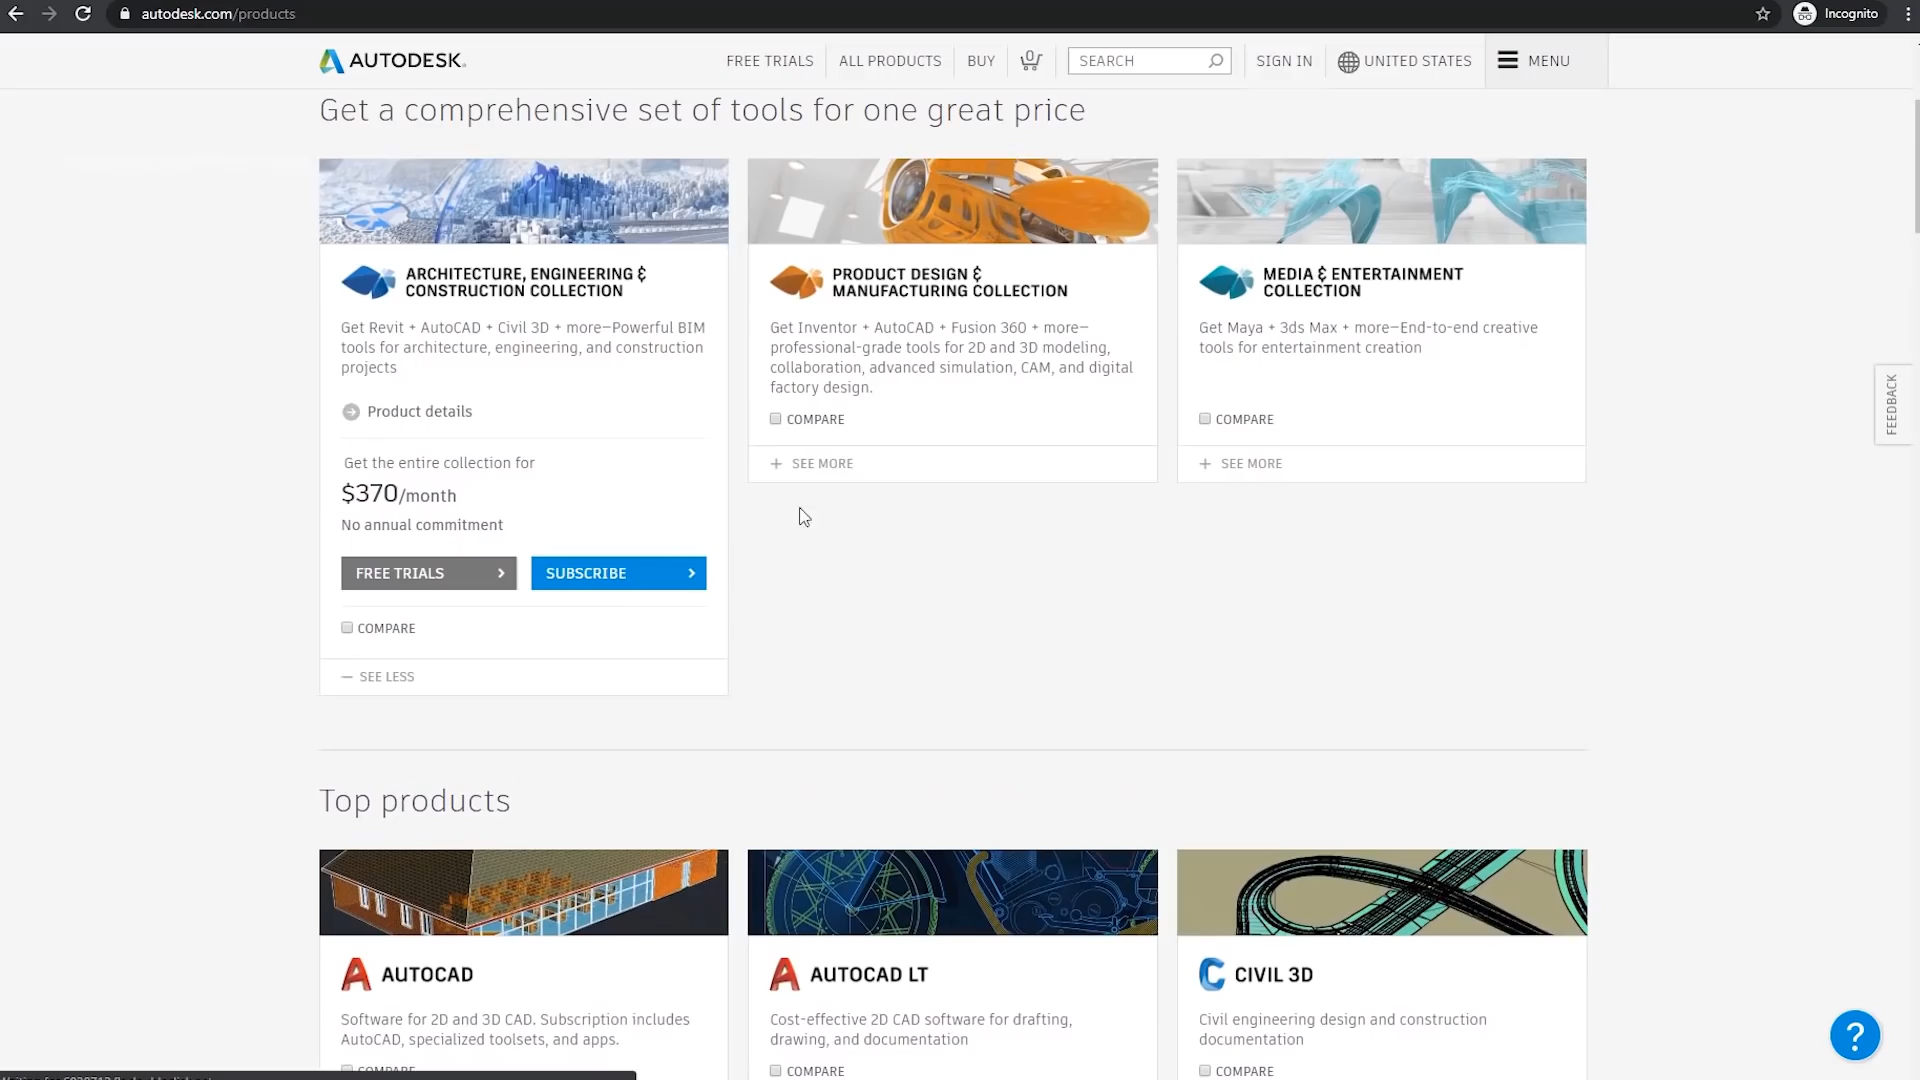 autodesk.com/products
Incognito
AUTODESK.
FREE TRIALS
ALL PRODUCTS
BUY
0
SEARCH
SIGN IN
UNITED STATES
MENU
Get a comprehensive set of tools for one great price
ARCHITECTURE, ENGINEERING &
CONSTRUCTION COLLECTION
Get Revit + AutoCAD + Civil 3D + more—Powerful BIM
tools for architecture, engineering, and construction
projects
Product details
Get the entire collection for
$370/month
No annual commitment
FREE TRIALS
SUBSCRIBE
COMPARE
SEE LESS
PRODUCT DESIGN &
MANUFACTURING COLLECTION
Get Inventor + AutoCAD + Fusion 360 + more—
professional-grade tools for 2D and 3D modeling,
collaboration, advanced simulation, CAM, and digital
factory design.
COMPARE
+ SEE MORE
MEDIA & ENTERTAINMENT
COLLECTION
Get Maya + 3ds Max + more—End-to-end creative
tools for entertainment creation
COMPARE
+ SEE MORE
FEEDBACK
Top products
AUTOCAD
Software for 2D and 3D CAD. Subscription includes
AutoCAD, specialized toolsets, and apps.
COMPARE
AUTOCAD LT
Cost-effective 2D CAD software for drafting,
drawing, and documentation
COMPARE
CIVIL 3D
Civil engineering design and construction
documentation
COMPARE
?